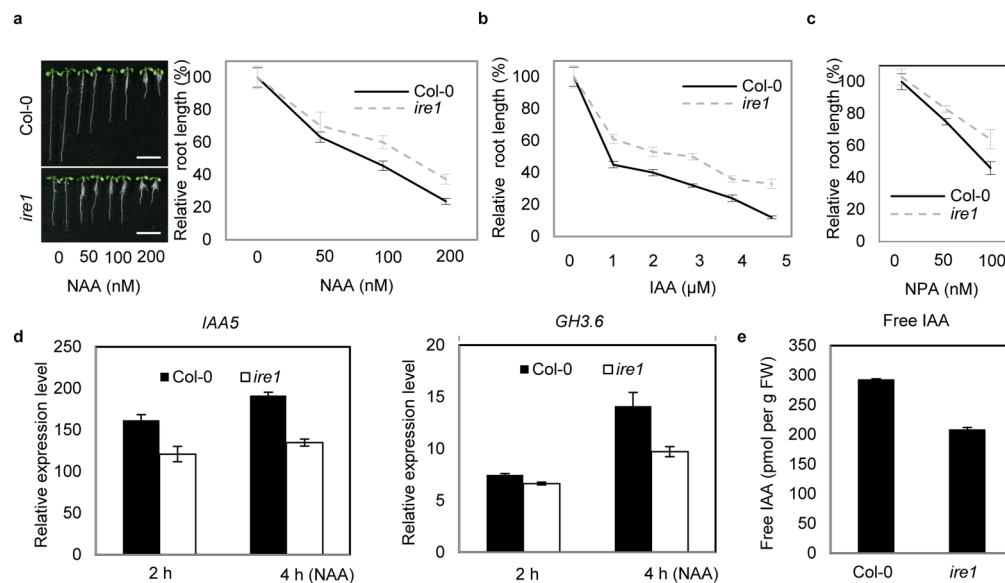 a
Col-0
ire1
0 50 100 200
NAA (nM)
Relative root length (%)
100
80
60
40
20
0
Col-0
ire1
0 50 100 200
NAA (nM)
b
Relative root length (%)
100
80
60
40
20
0
Col-0
ire1
0 1 2 3 4 5
IAA (µM)
c
Relative root length (%)
100
80
60
40
20
0
Col-0
ire1
0 50 100
NPA (nM)
d
IAA5
Relative expression level
250
200
150
100
50
0
Col-0 ire1
2 h 4 h (NAA)
GH3.6
Relative expression level
20
15
10
5
0
Col-0 ire1
2 h 4 h (NAA)
e
Free IAA
Free IAA (pmol per g FW)
350
300
250
200
150
300
50
0
Col-0 ire1